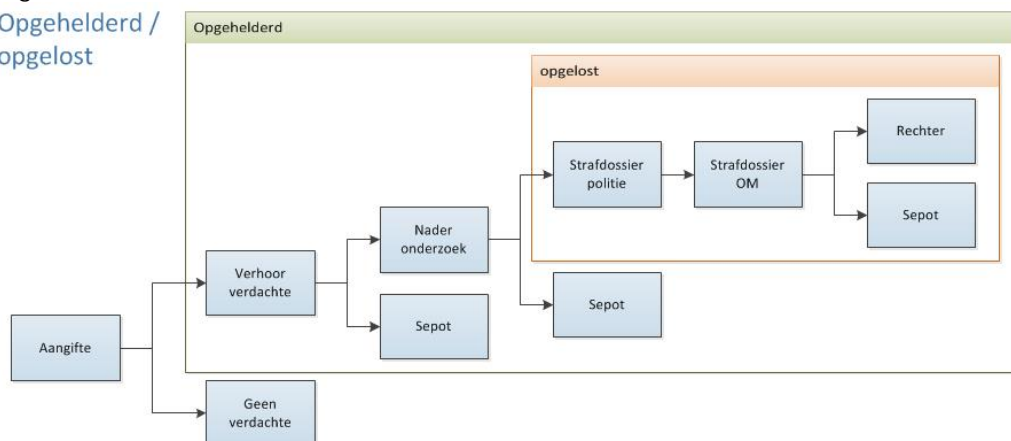 Opgehelderd /
opgelost
Opgehelderd
opgelost
Rechter
Strafdossier
politie
Strafdossier
OM
Sepot
Nader
onderzoek
Verhoor
verdachte
Sepot
Sepot
Aangifte
Geen
verdachte